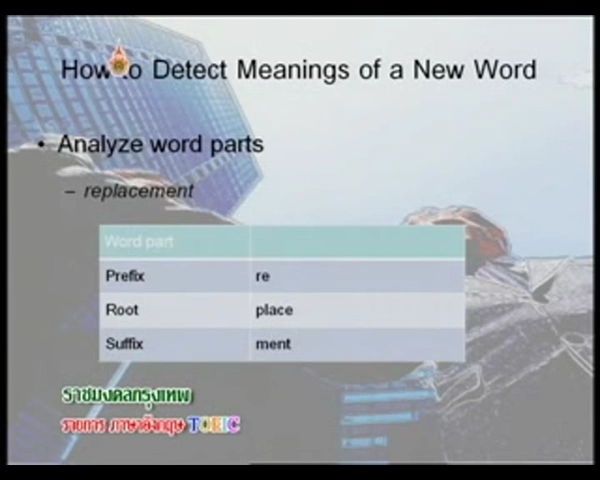 How to Detect Meanings of a New Word
• Analyze word parts
– replacement
Word part
Prefix re
Root place
Suffix ment
ราชมงคลกรุงเทพ
รายการ ภาษาอังกฤษ TOEIC